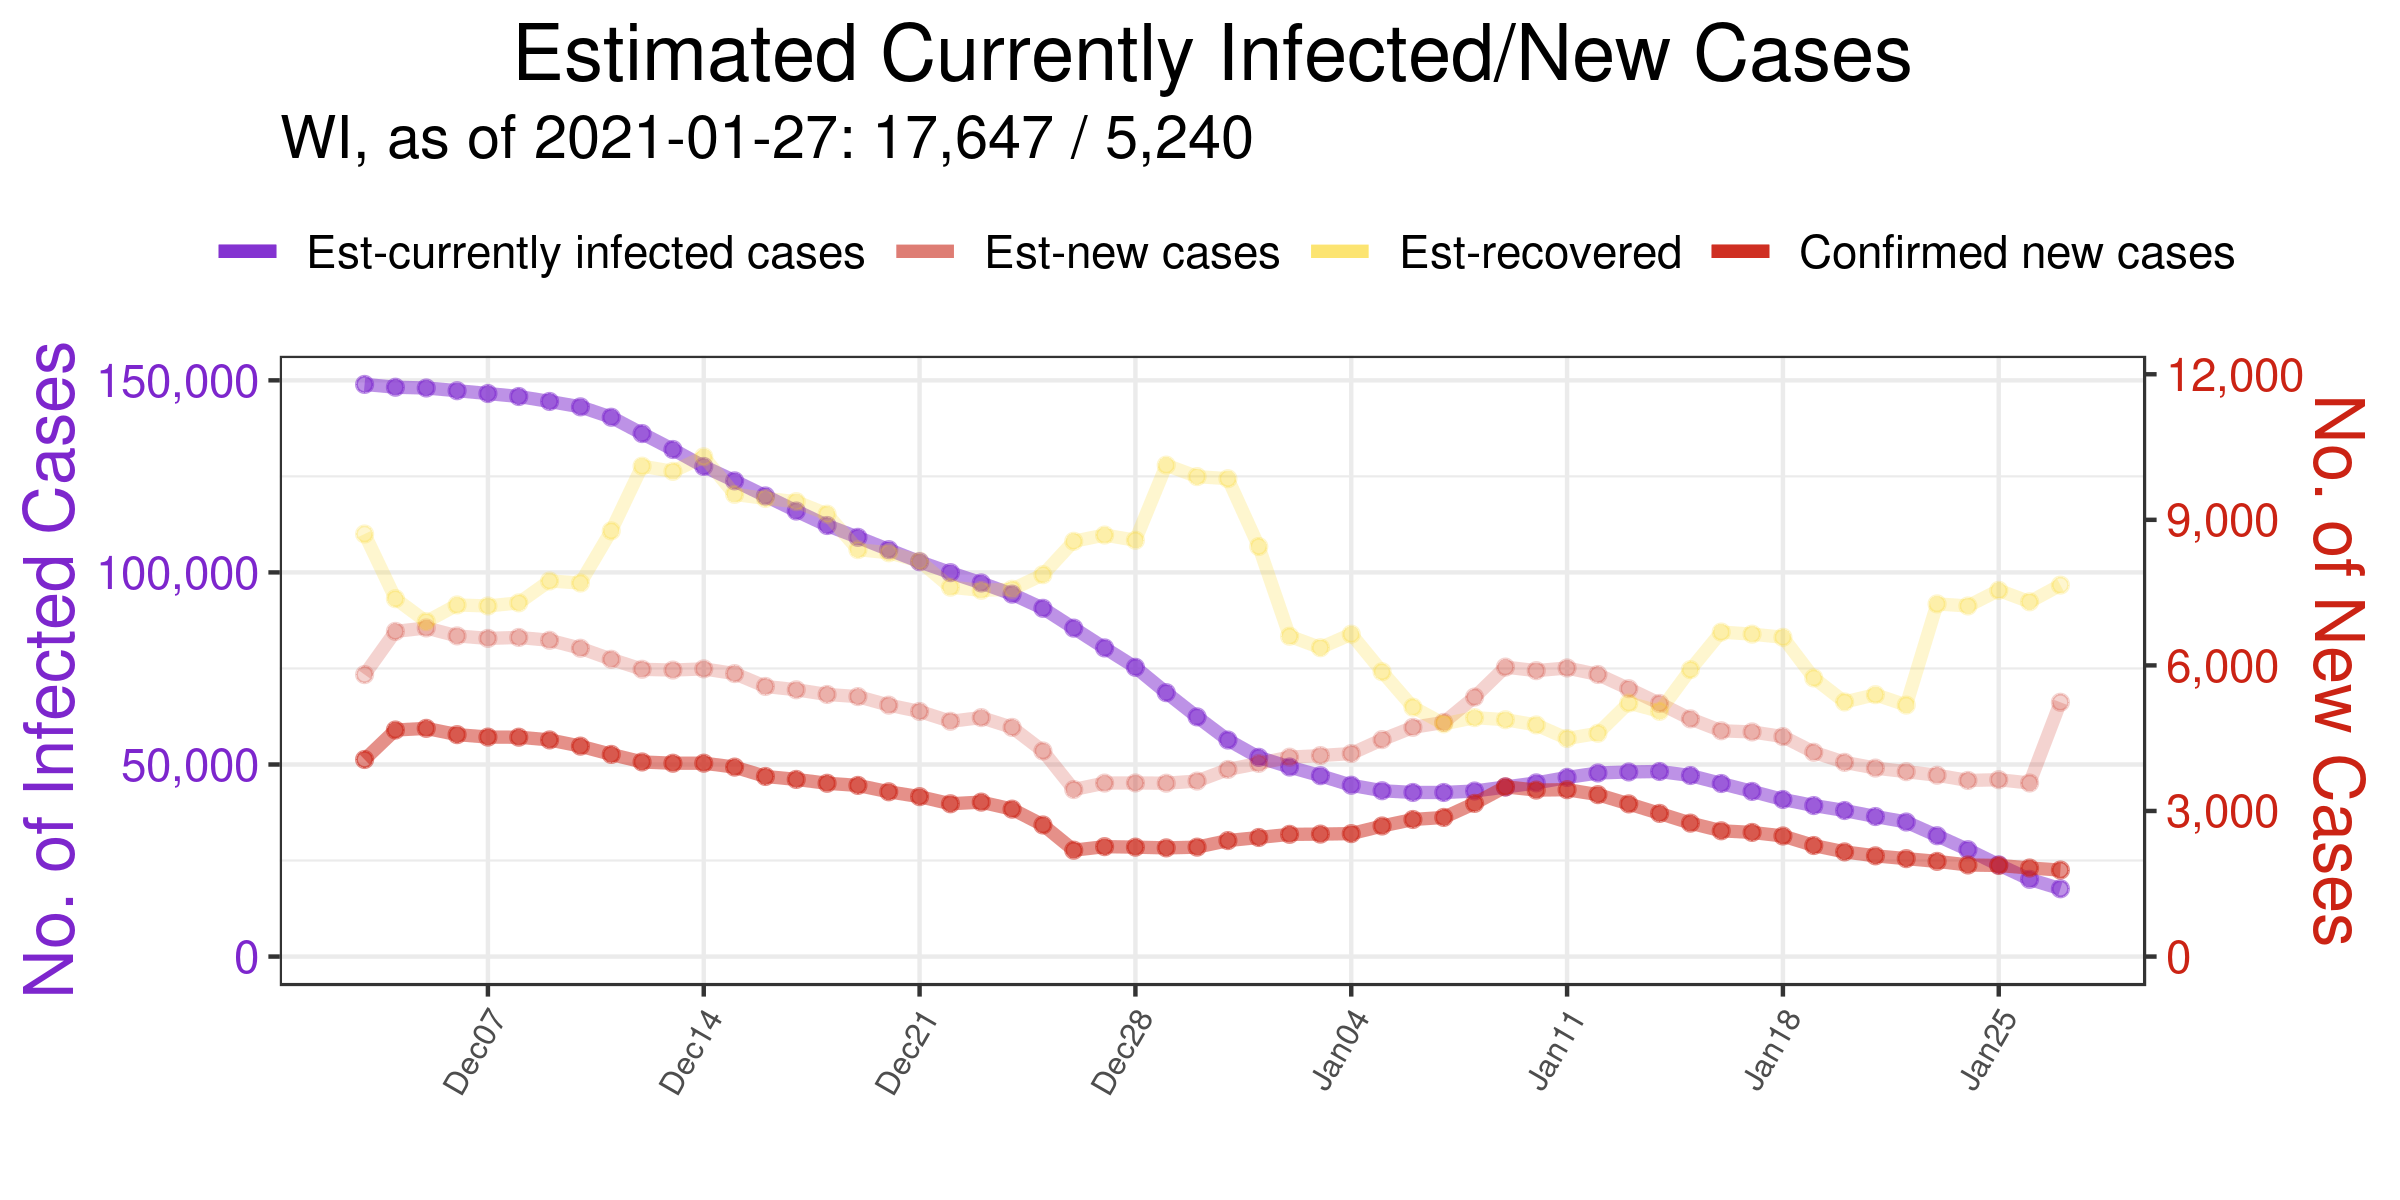 Estimated Currently Infected/New Cases
WI, as of 2021-01-27: 17,647 / 5,240
Est-currently infected cases Est-new cases Est-recovered Confirmed new cases
No. of Infected Cases
150,000
100,000
50,000
0
12,000
9,000
6,000
3,000
0
No. of New Cases
Dec07 Dec14 Dec21 Dec28 Jan04 Jan11 Jan18 Jan25